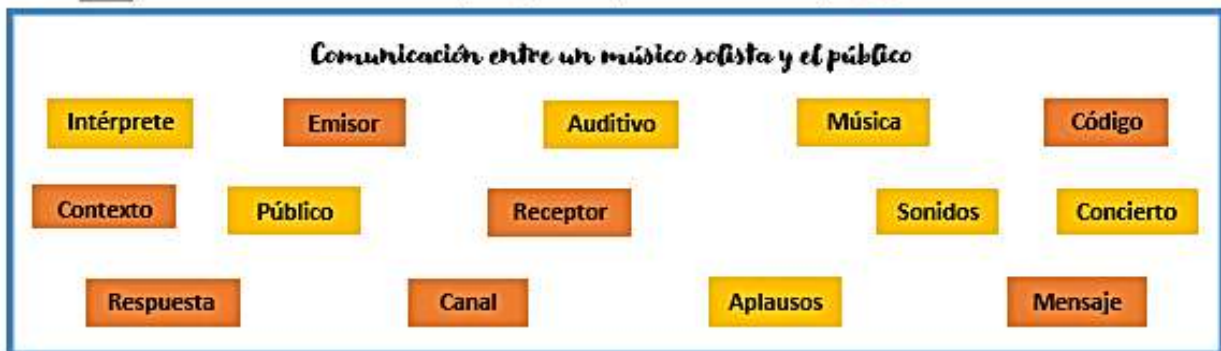 Comunicación entre un músico solista y el público
Intérprete Emisor Auditivo Música Código
Contexto Público Receptor Sonidos Concierto
Respuesta Canal Aplausos Mensaje